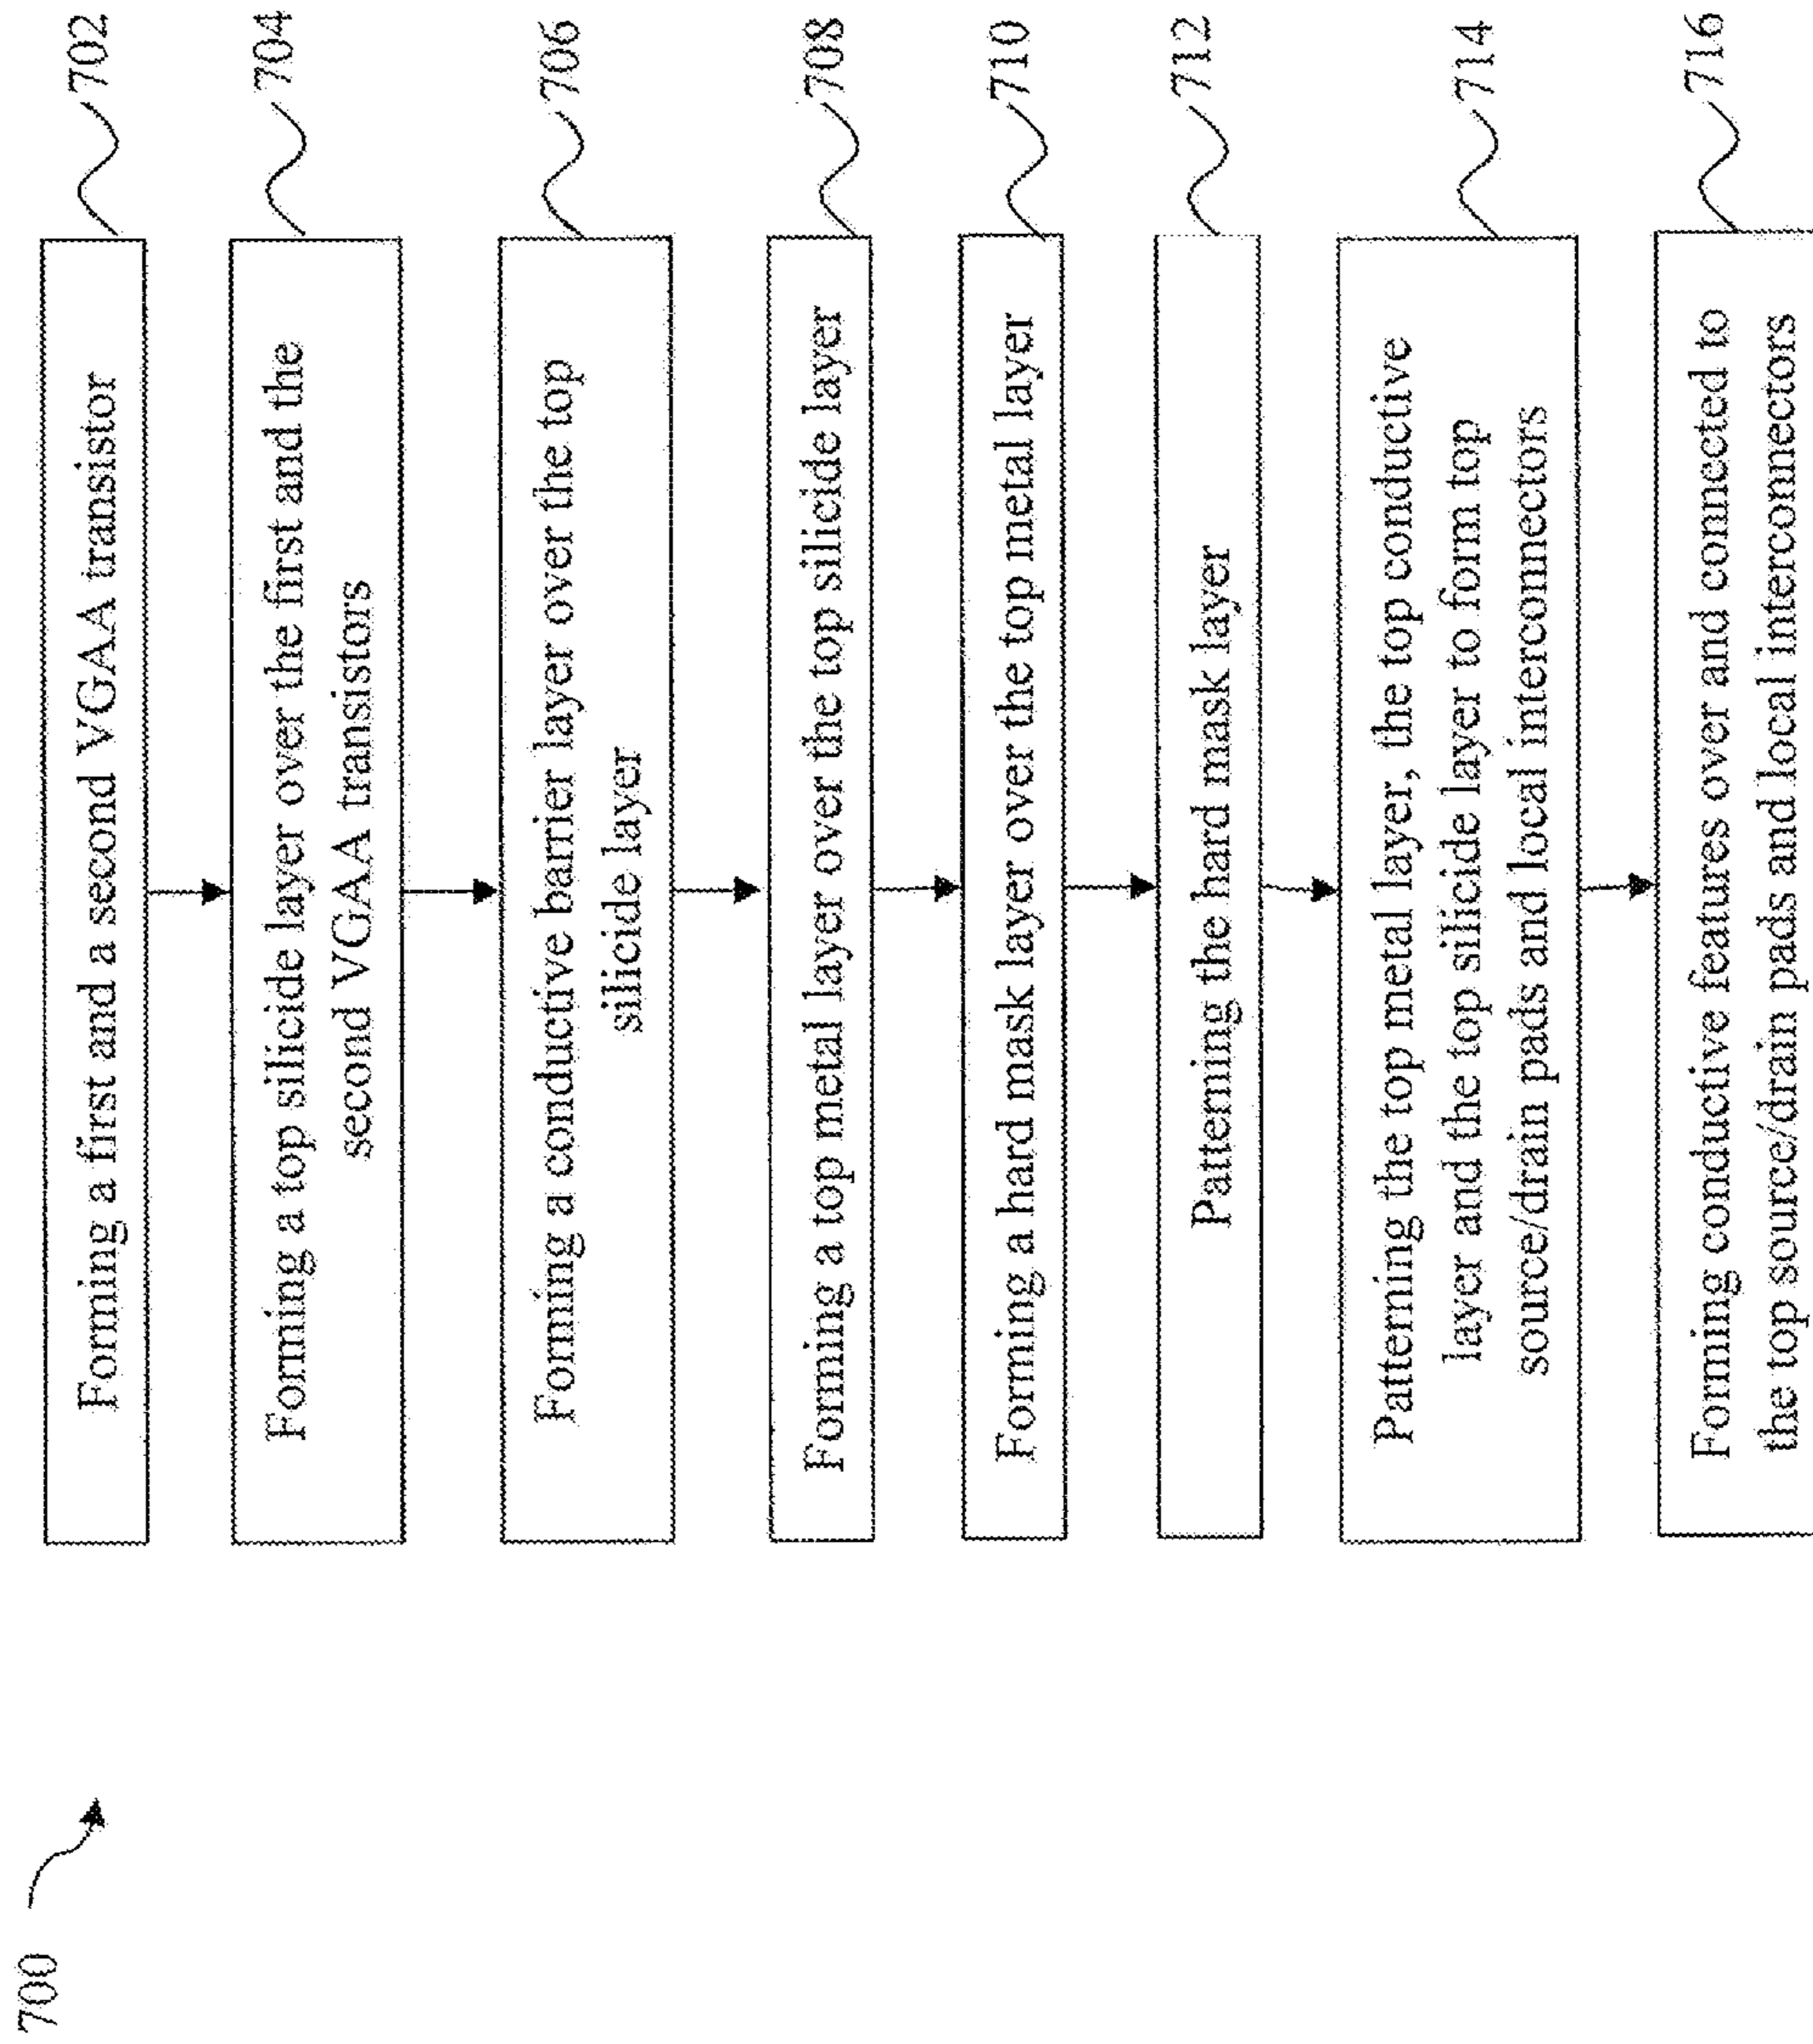 700
Forming a first and a second VGAA transistor
702
Forming a top silicide layer over the first and the
second VGAA transistors
704
Forming a conductive barrier layer over the top
silicide layer
706
Forming a top metal layer over the top silicide layer
708
Forming a hard mask layer over the top metal layer
710
Patterning the hard mask layer
712
Patterning the top metal layer, the top conductive
layer and the top silicide layer to form top
source/drain pads and local interconnectors
714
Forming conductive features over and connected to
the top source/drain pads and local interconnectors
716